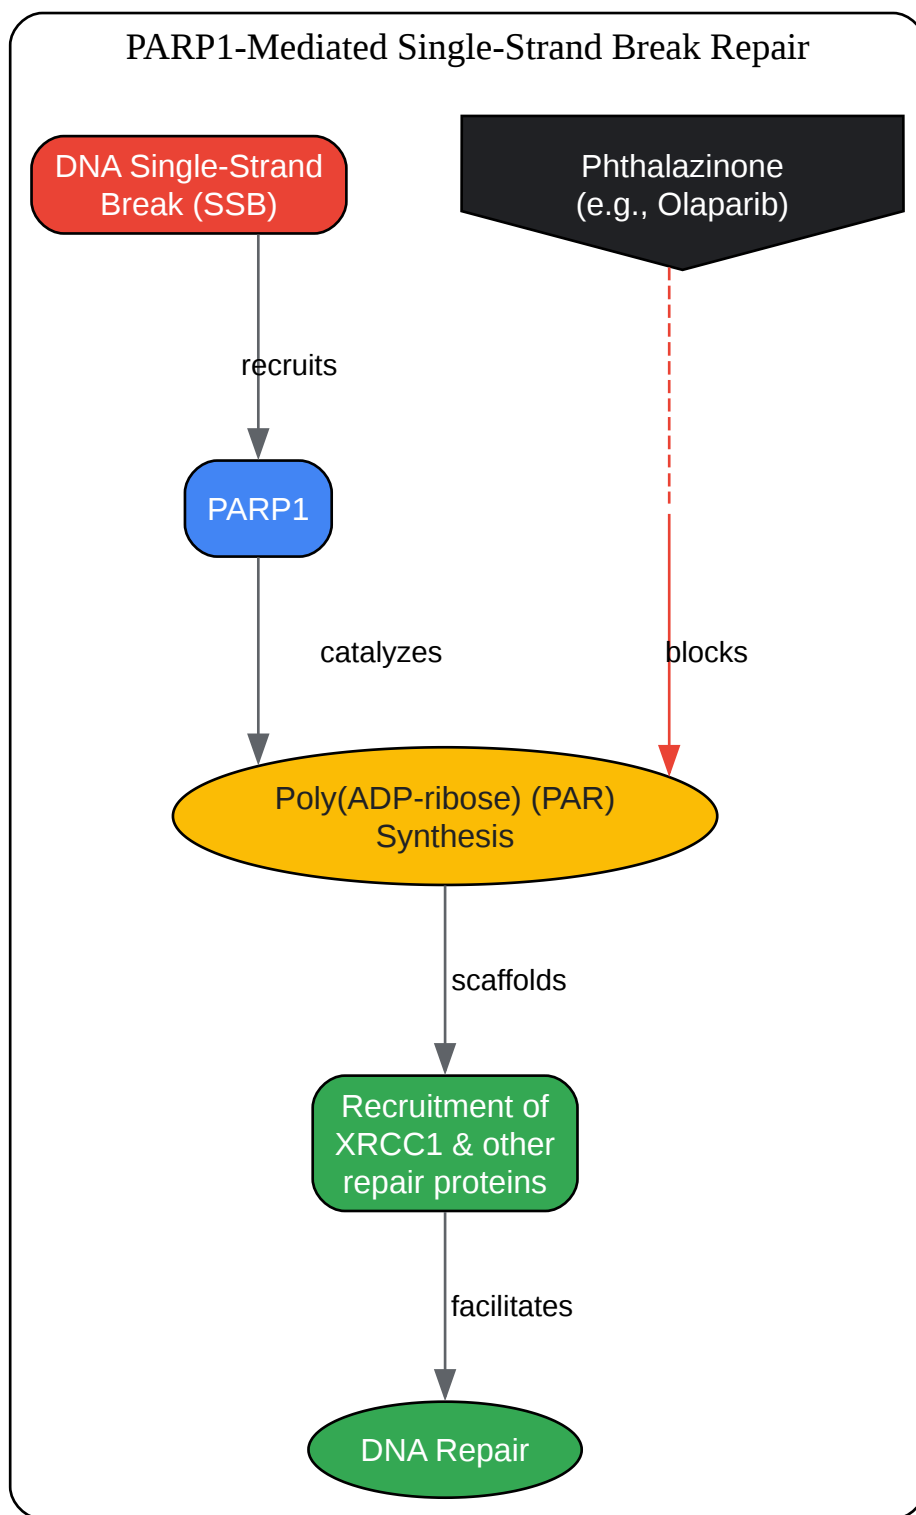 PARP1-Mediated Single-Strand Break Repair
DNA Single-Strand
Break (SSB)
Phthalazinone
(e.g., Olaparib)
recruits
PARP1
catalyzes
blocks
Poly(ADP-ribose) (PAR)
Synthesis
scaffolds
Recruitment of
XRCC1 & other
repair proteins
facilitates
DNA Repair